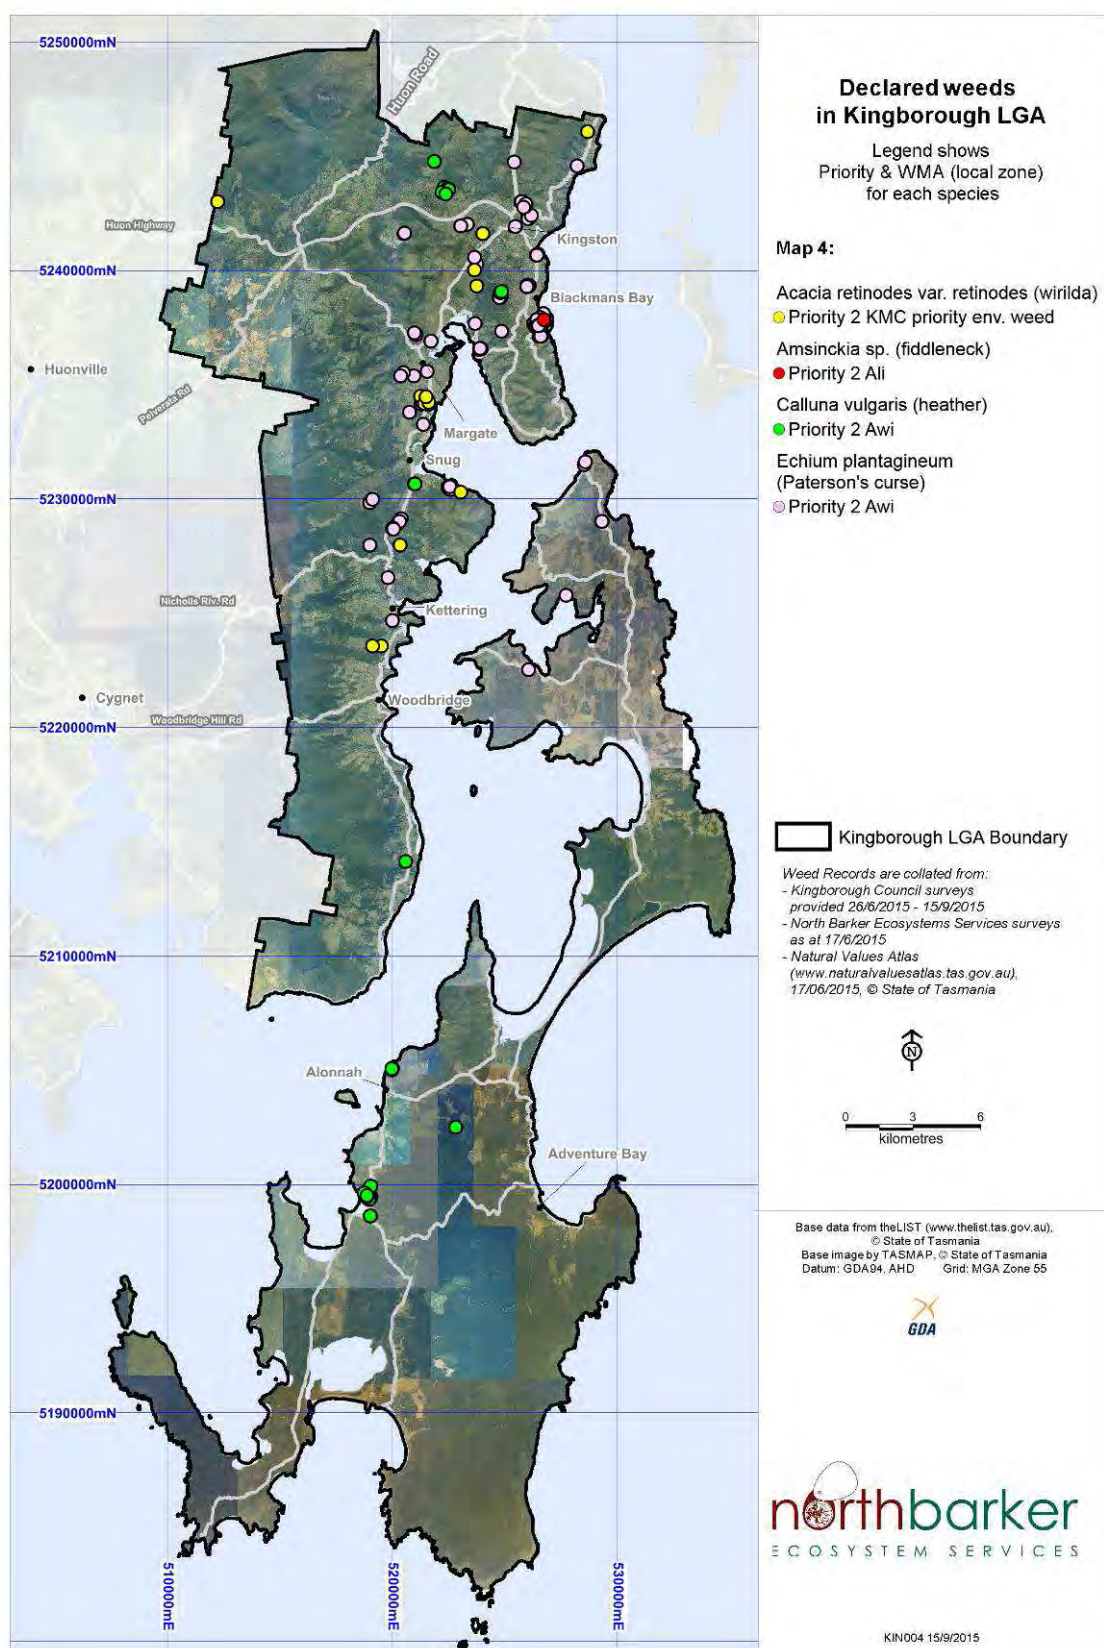 5250000mN
5240000mN
5230000mN
5220000mN
5210000mN
5200000mN
5190000mN
510000mE
520000mE
530000mE
Huon Road
Huon Highway
Kingston
Blackmans Bay
Huonville
Pelverata Rd
Margate
Snug
Nicholls Riv. Rd
Kettering
Cygnet
Woodbridge
Woodbridge Hill Rd
Alonnah
Adventure Bay
Declared weeds
in Kingborough LGA
Legend shows
Priority & WMA (local zone)
for each species
Map 4:
Acacia retinodes var. retinodes (wirilda)
Priority 2 KMC priority env. weed
Amsinckia sp. (fiddleneck)
Priority 2 Ali
Calluna vulgaris (heather)
Priority 2 Awi
Echium plantagineum
(Paterson's curse)
Priority 2 Awi
Kingborough LGA Boundary
Weed Records are collated from:
- Kingborough Council surveys
provided 26/6/2015 - 15/9/2015
- North Barker Ecosystems Services surveys
as at 17/6/2015
- Natural Values Atlas
(www.naturalvaluesatlas.tas.gov.au),
17/06/2015, © State of Tasmania
N
0 3 6
kilometres
Base data from theLIST (www.thelist.tas.gov.au),
© State of Tasmania
Base image by TASMAP, © State of Tasmania
Datum: GDA94, AHD Grid: MGA Zone 55
GDA
northbarker
ECOSYSTEM SERVICES
KIN004 15/9/2015